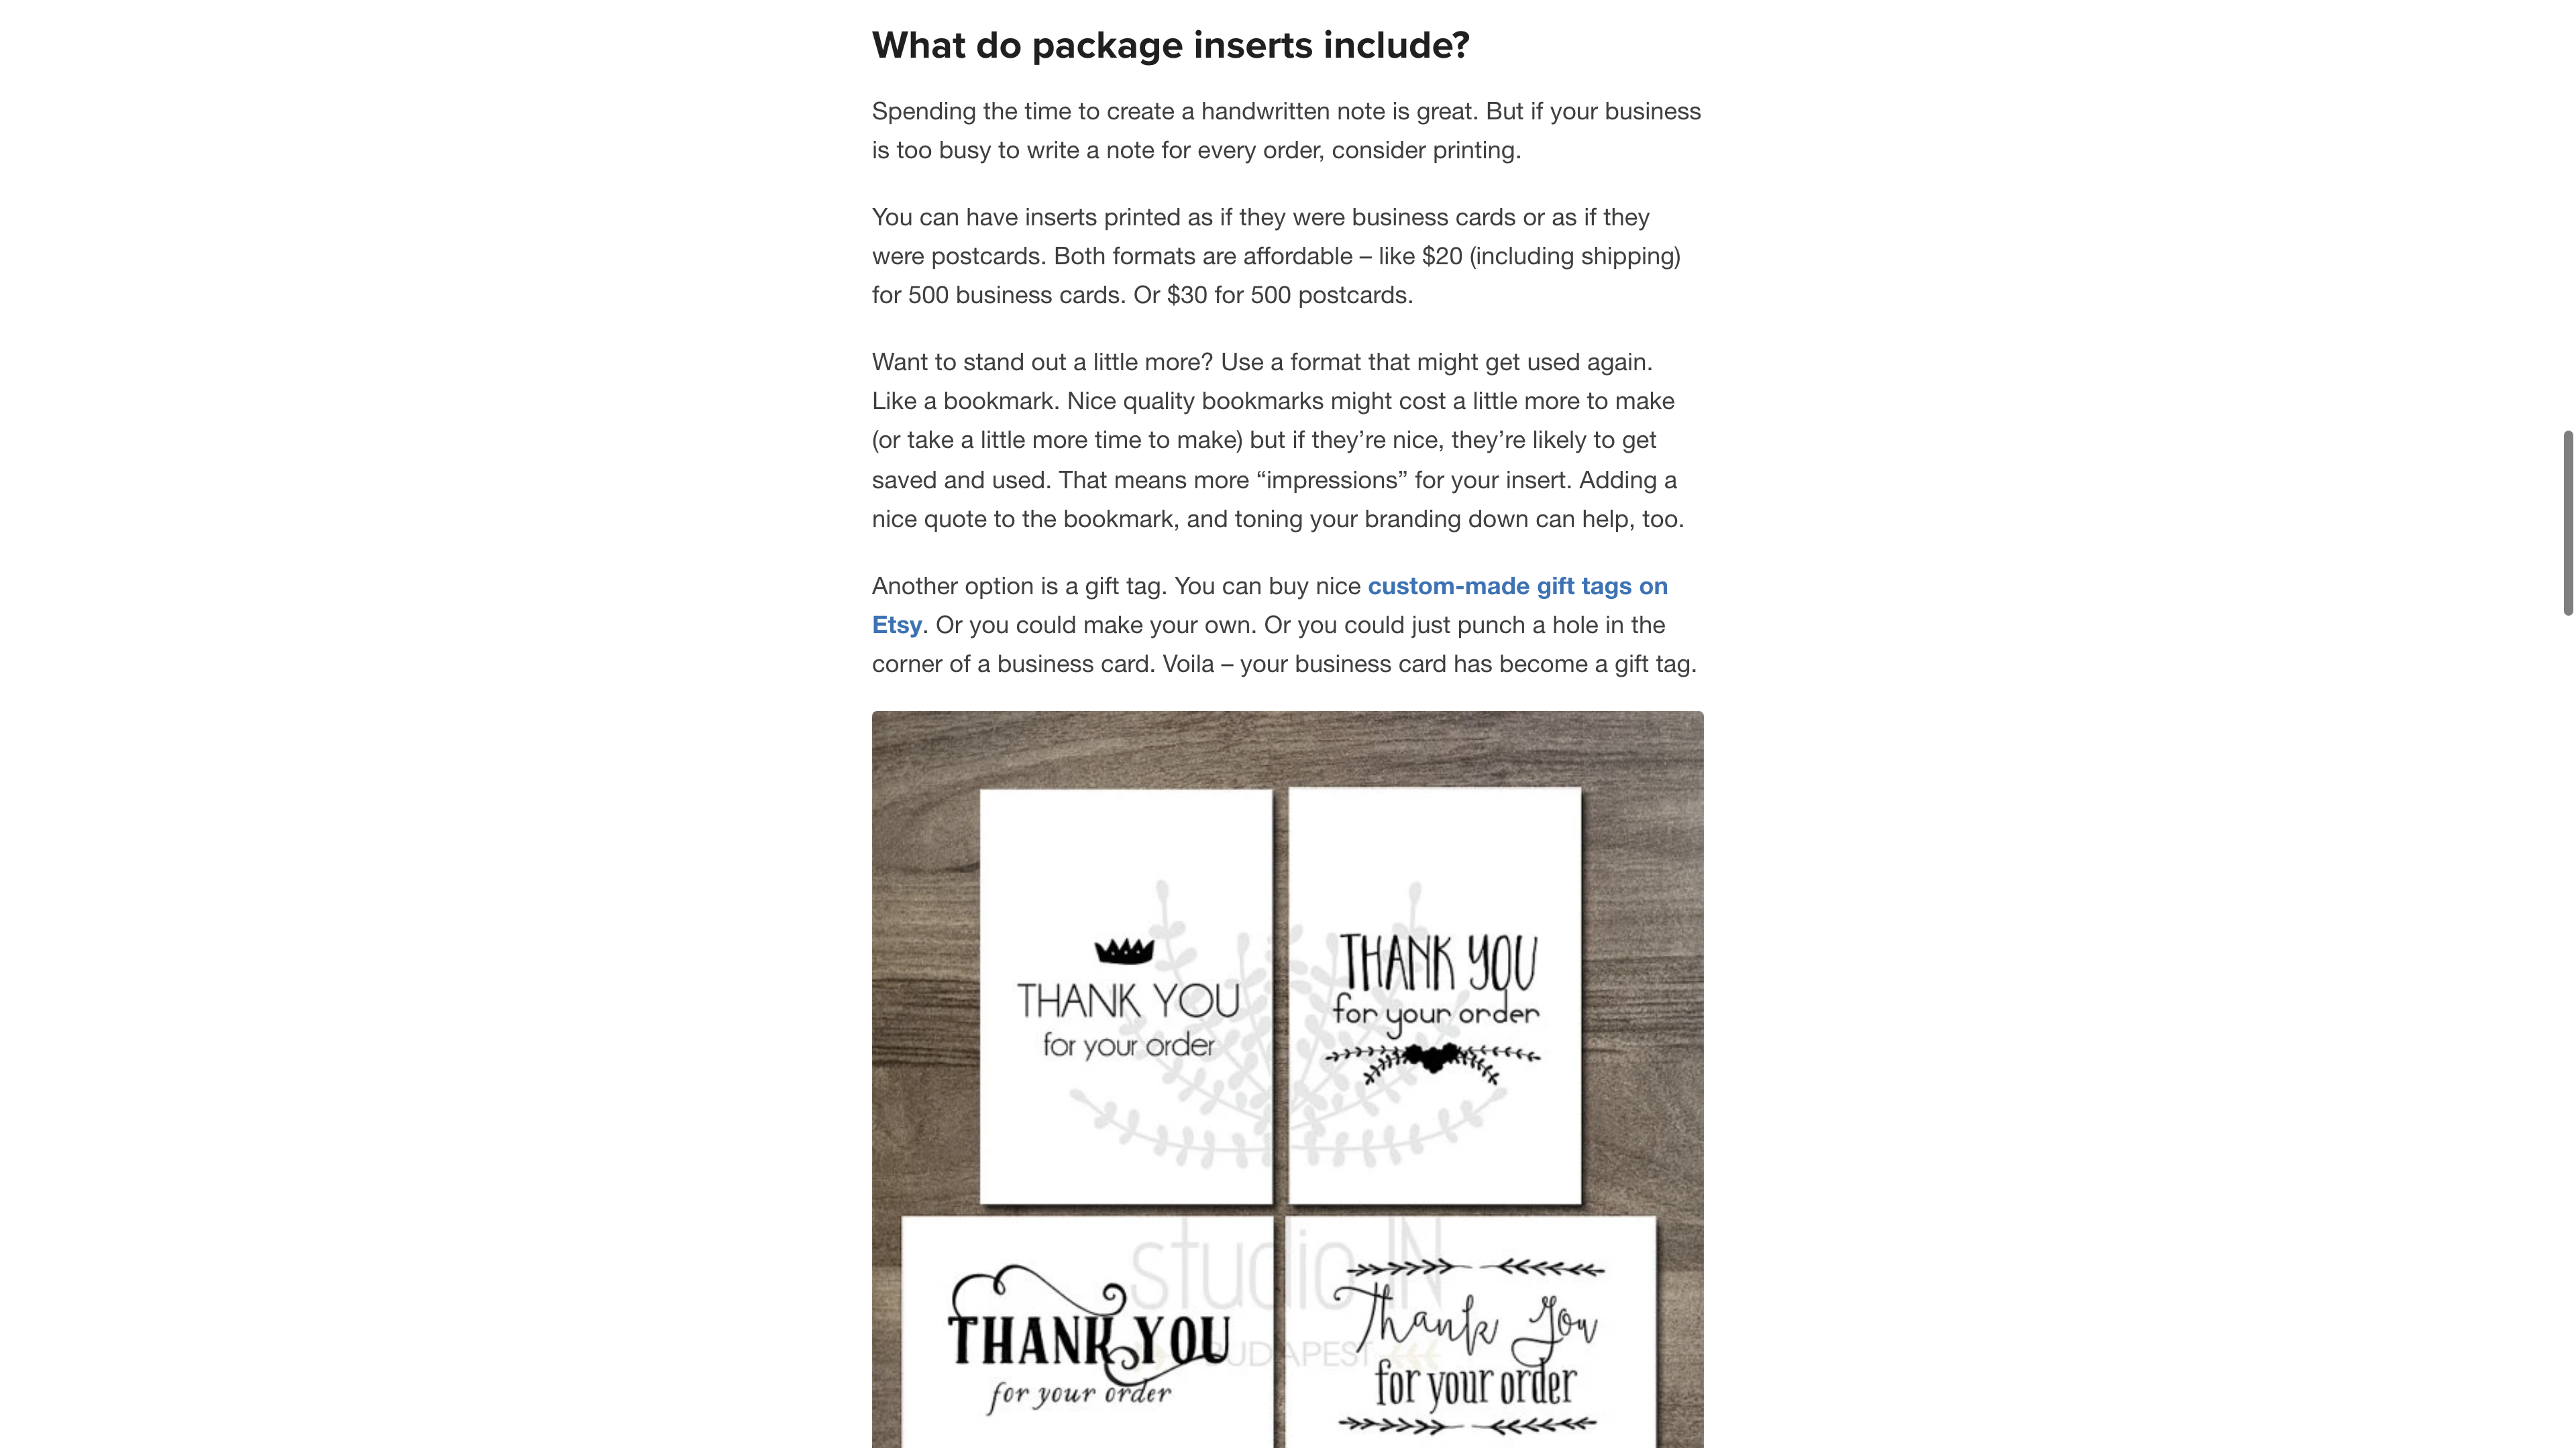 What do package inserts include?
Spending the time to create a handwritten note is great. But if your business
is too busy to write a note for every order, consider printing.
You can have inserts printed as if they were business cards or as if they
were postcards. Both formats are affordable – like $20 (including shipping)
for 500 business cards. Or $30 for 500 postcards.
Want to stand out a little more? Use a format that might get used again.
Like a bookmark. Nice quality bookmarks might cost a little more to make
(or take a little more time to make) but if they’re nice, they’re likely to get
saved and used. That means more “impressions” for your insert. Adding a
nice quote to the bookmark, and toning your branding down can help, too.
Another option is a gift tag. You can buy nice custom-made gift tags on
Etsy. Or you could make your own. Or you could just punch a hole in the
corner of a business card. Voila – your business card has become a gift tag.
THANK YOU
for your order
THANK YOU
for your order
studio IN
BUDAPEST
THANK YOU
for your order
Thank You
for your order